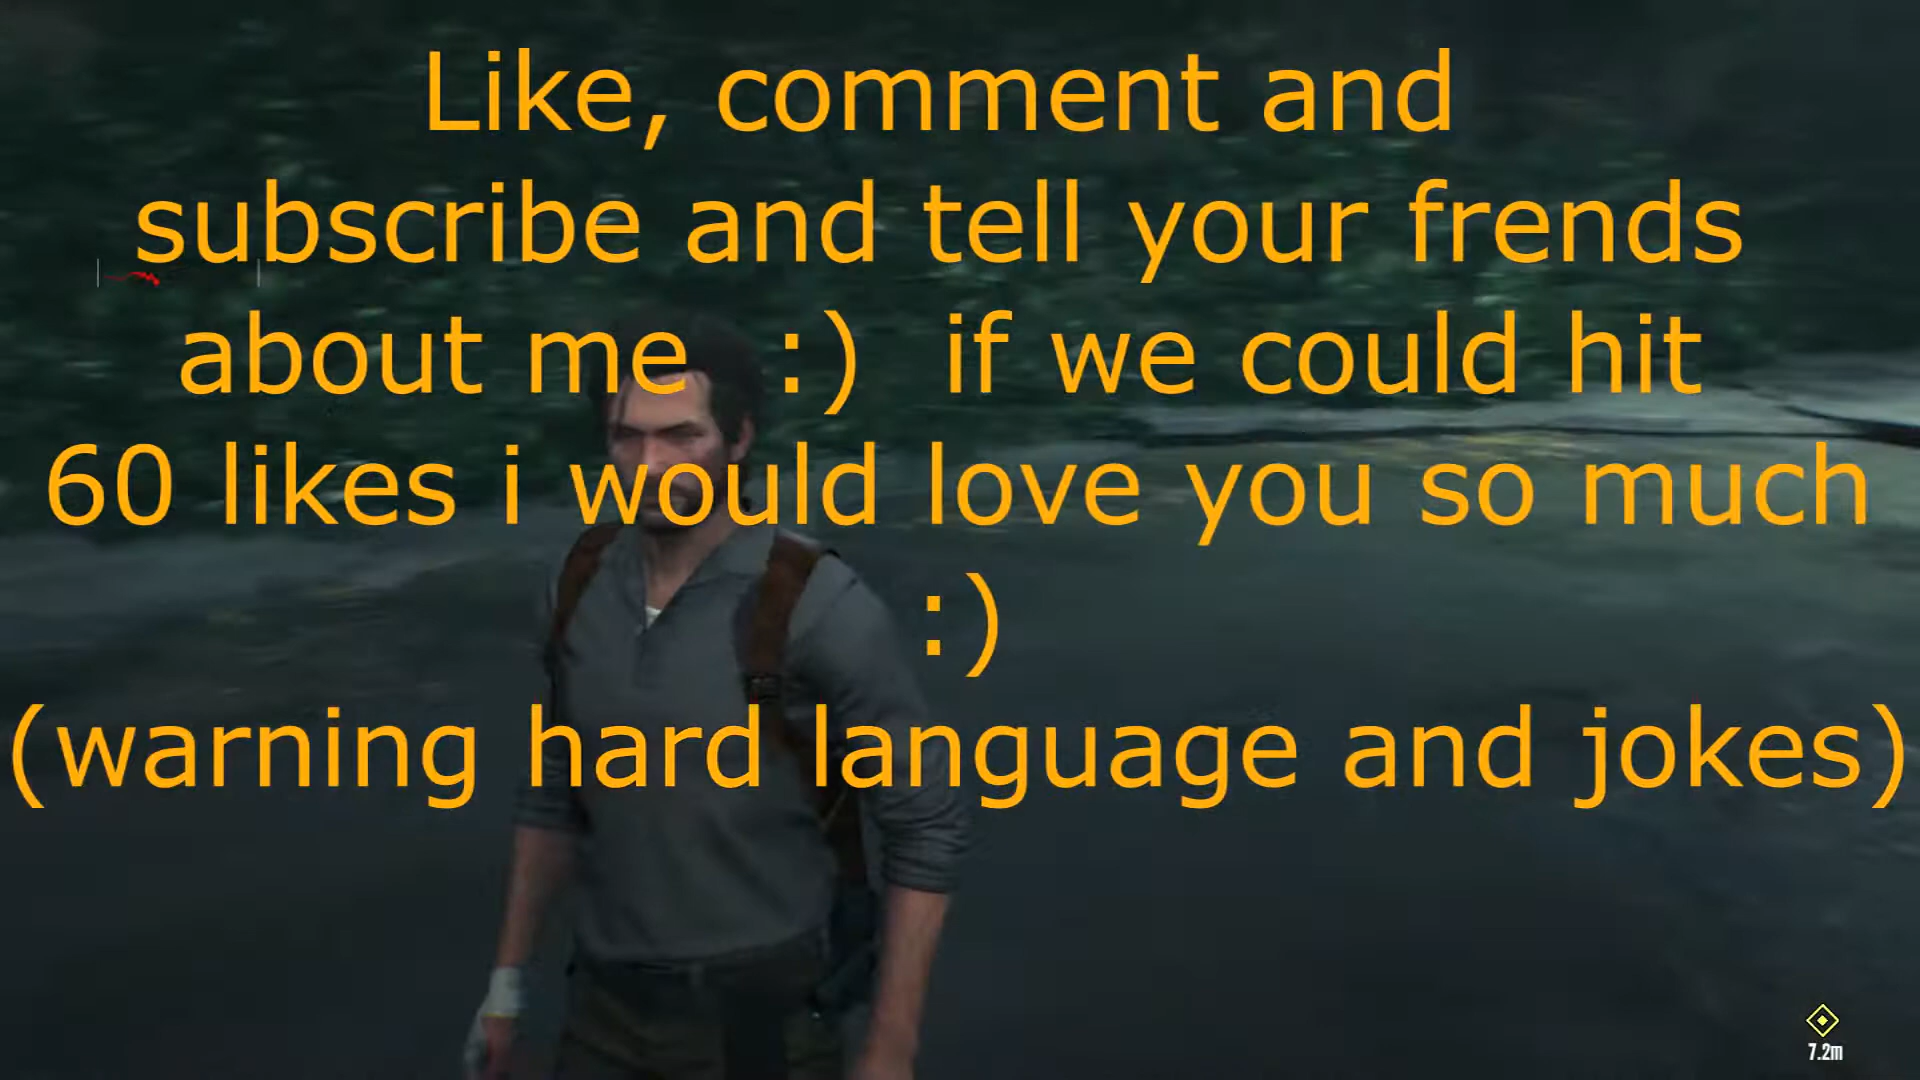 Like, comment and
subscribe and tell your frends
about me :) if we could hit
60 likes i would love you so much
:)
(warning hard language and jokes)
7.2m